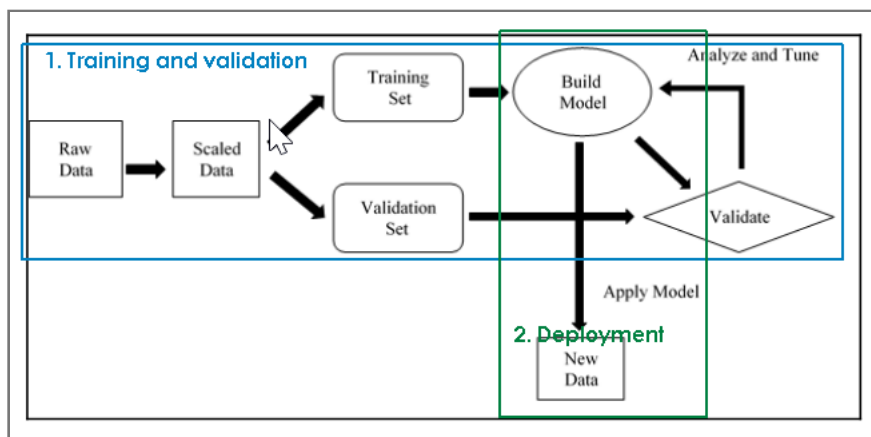 1. Training and validation
Analyze and Tune
Training
Set
Build
Model
Raw
Data
Scaled
Data
Validation
Set
Validate
Apply Model
2. Deployment
New
Data